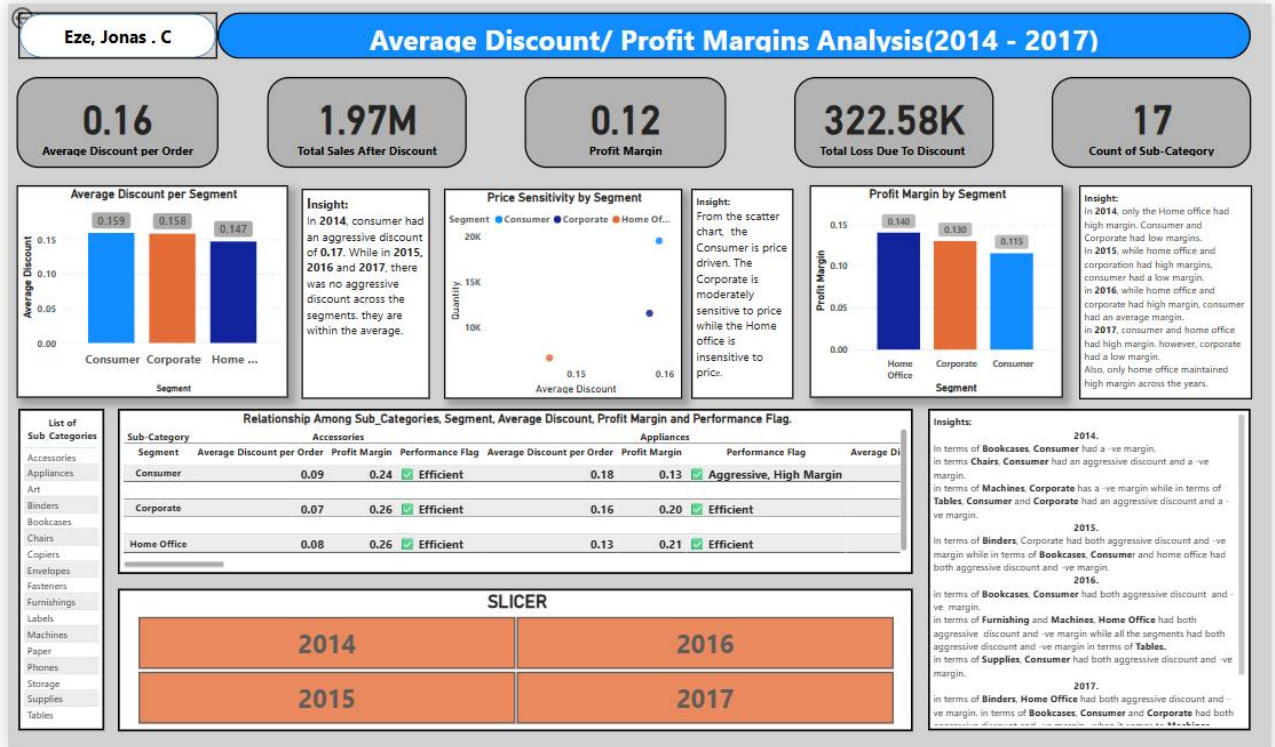 Eze, Jonas . C
Average Discount/ Profit Margins Analysis(2014 - 2017)
0.16
Average Discount per Order
1.97M
Total Sales After Discount
0.12
Profit Margin
322.58K
Total Loss Due To Discount
17
Count of Sub-Category
Average Discount per Segment
Average Discount
0.15
0.10
0.05
0.00
0.159
0.158
0.147
Consumer
Corporate
Home ...
Segment
Insight:
In 2014, consumer had
an aggressive discount
of 0.17. While in 2015,
2016 and 2017, there
was no aggressive
discount across the
segments. they are
within the average.
Price Sensitivity by Segment
Segment Consumer Corporate Home Of...
Quantity
20K
15K
10K
0.15
0.16
Average Discount
Insight:
From the scatter
chart, the
Consumer is price
driven. The
Corporate is
moderately
sensitive to price
while the Home
office is
insensitive to
price.
Profit Margin by Segment
Profit Margin
0.15
0.10
0.05
0.00
0.140
0.130
0.115
Home
Office
Corporate
Consumer
Segment
Insight:
In 2014, only the Home office had
high margin. Consumer and
Corporate had low margins.
In 2015, while home office and
corporation had high margins,
consumer had a low margin.
in 2016, while home office and
corporate had high margin, consumer
had an average margin.
in 2017, consumer and home office
had high margin. however, corporate
had a low margin.
Also, only home office maintained
high margin across the years.
List of
Sub Categories
Accessories
Appliances
Art
Binders
Bookcases
Chairs
Copiers
Envelopes
Fasteners
Furnishings
Labels
Machines
Paper
Phones
Storage
Supplies
Tables
Relationship Among Sub_Categories, Segment, Average Discount, Profit Margin and Performance Flag.
Sub-Category Accessories Appliances
Segment Average Discount per Order Profit Margin Performance Flag Average Discount per Order Profit Margin Performance Flag Average Di
Consumer 0.09 0.24 ✅ Efficient 0.18 0.13 ✅ Aggressive, High Margin
Corporate 0.07 0.26 ✅ Efficient 0.16 0.20 ✅ Efficient
Home Office 0.08 0.26 ✅ Efficient 0.13 0.21 ✅ Efficient
SLICER
2014
2016
2015
2017
Insights:
2014.
In terms of Bookcases, Consumer had a -ve margin.
in terms Chairs, Consumer had an aggressive discount and a -ve
margin.
in terms of Machines, Corporate has a -ve margin while in terms of
Tables, Consumer and Corporate had an aggressive discount and a -
ve margin.
2015.
In terms of Binders, Corporate had both aggressive discount and -ve
margin while in terms of Bookcases, Consumer and home office had
both aggressive discount and -ve margin.
2016.
in terms of Bookcases, Consumer had both aggressive discount and -
ve margin.
in terms of Furnishing and Machines, Home Office had both
aggressive discount and -ve margin while all the segments had both
aggressive discount and -ve margin in terms of Tables.
in terms of Supplies, Consumer had both aggressive discount and -ve
margin.
2017.
in terms of Binders, Home Office had both aggressive discount and -
ve margin. in terms of Bookcases, Consumer and Corporate had both